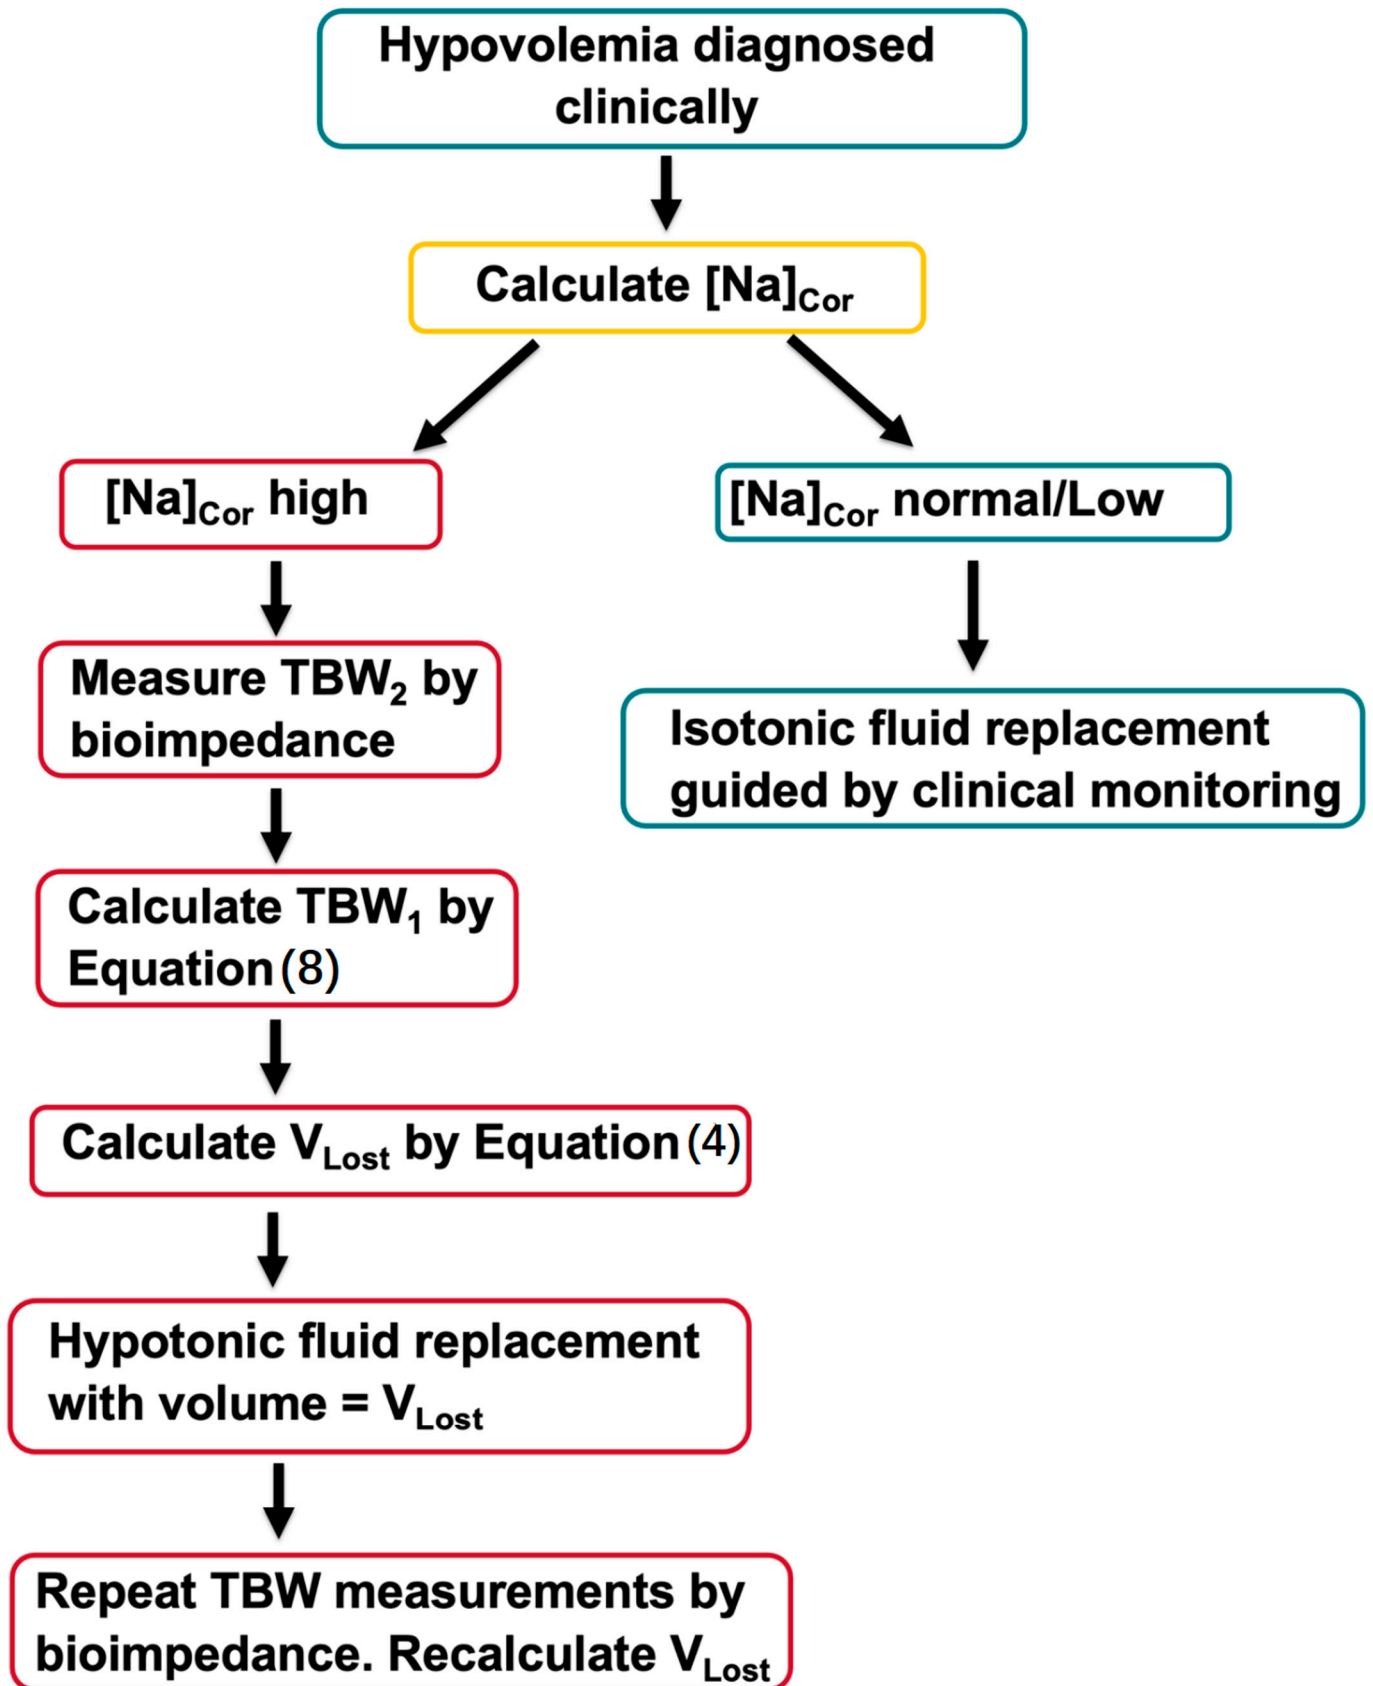 Hypovolemia diagnosed
clinically
Calculate [Na]Cor
[Na]Cor high
[Na]Cor normal/Low
Measure TBW2 by
bioimpedance
Isotonic fluid replacement
guided by clinical monitoring
Calculate TBW1 by
Equation (8)
Calculate VLost by Equation (4)
Hypotonic fluid replacement
with volume = VLost
Repeat TBW measurements by
bioimpedance. Recalculate VLost